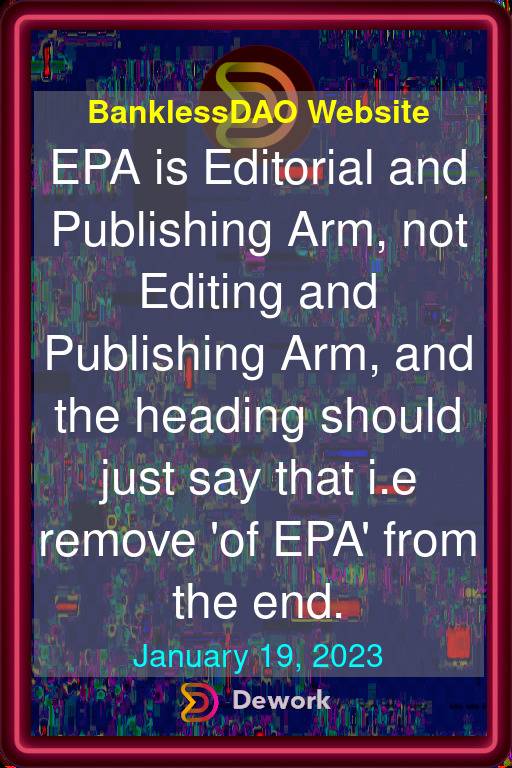 BanklessDAO Website
EPA is Editorial and
Publishing Arm, not
Editing and
Publishing Arm, and
the heading should
just say that i.e
remove 'of EPA' from
the end.
January 19, 2023
Dework